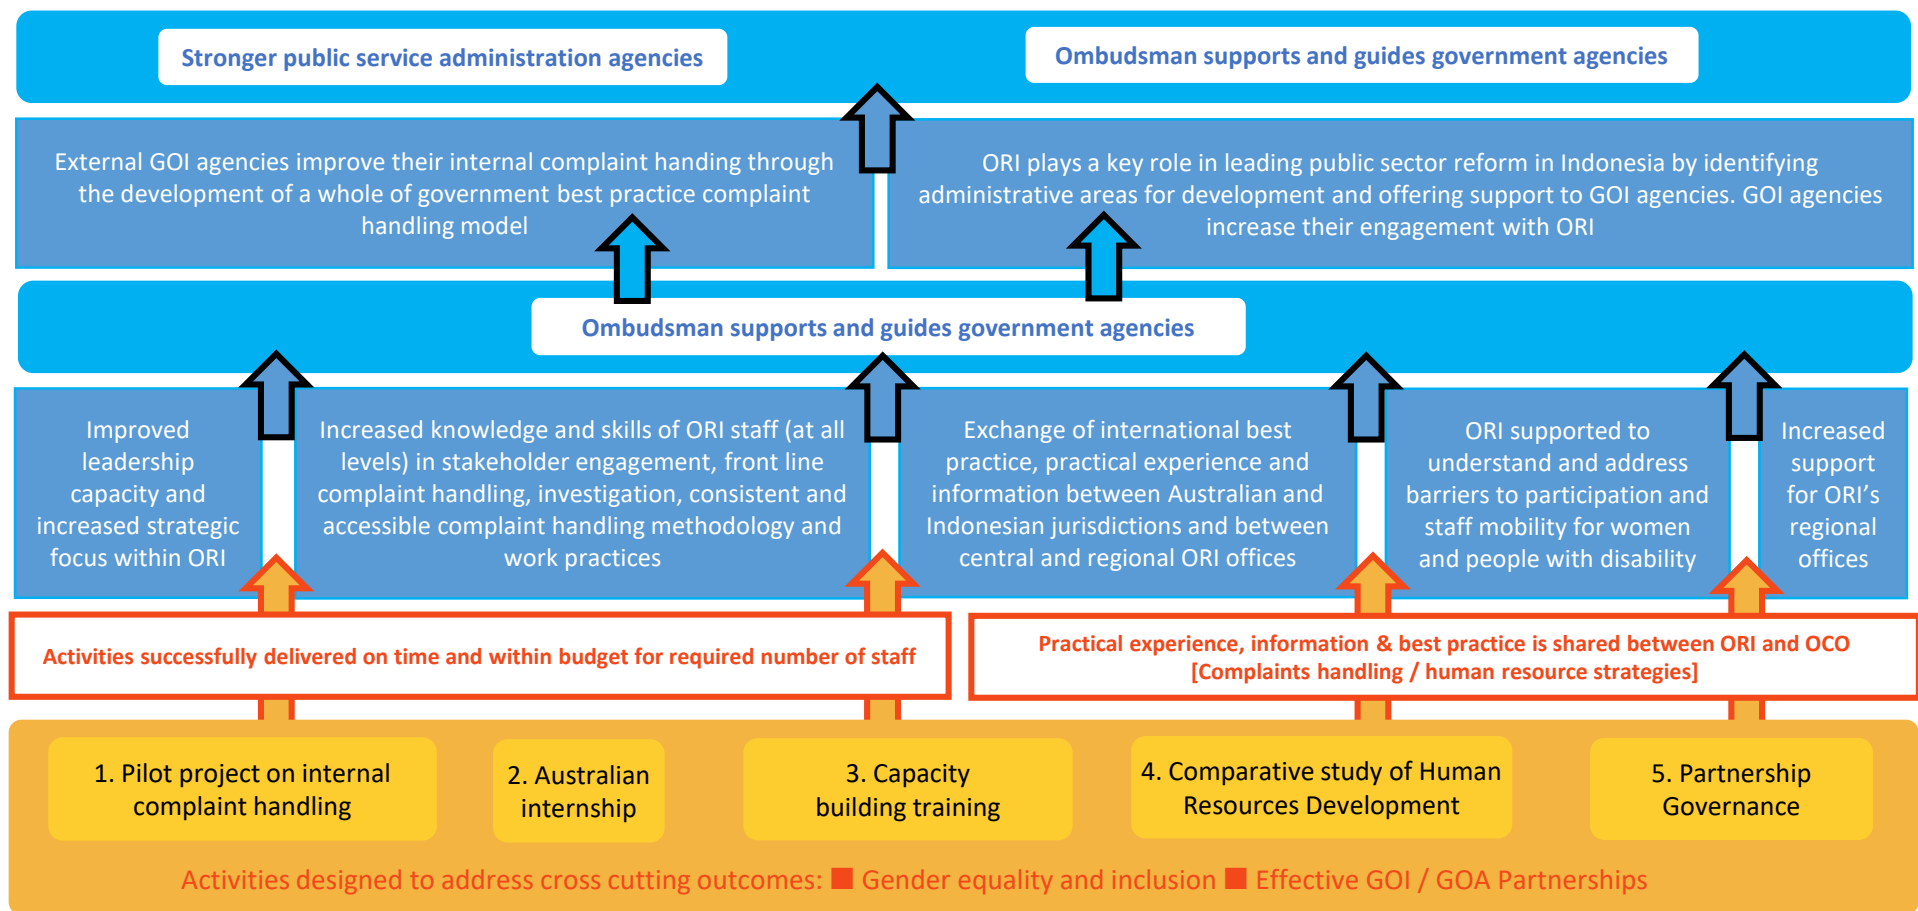 Stronger public service administration agencies
Ombudsman supports and guides government agencies
External GOI agencies improve their internal complaint handing through
the development of a whole of government best practice complaint
handling model
ORI plays a key role in leading public sector reform in Indonesia by identifying
administrative areas for development and offering support to GOI agencies. GOI agencies
increase their engagement with ORI
Ombudsman supports and guides government agencies
Improved
leadership
capacity and
increased strategic
focus within ORI
Increased knowledge and skills of ORI staff (at all
levels) in stakeholder engagement, front line
complaint handling, investigation, consistent and
accessible complaint handling methodology and
work practices
Exchange of international best
practice, practical experience and
information between Australian and
Indonesian jurisdictions and between
central and regional ORI offices
ORI supported to
understand and address
barriers to participation and
staff mobility for women
and people with disability
Increased
support
for ORI’s
regional
offices
Activities successfully delivered on time and within budget for required number of staff
Practical experience, information & best practice is shared between ORI and OCO
[Complaints handling / human resource strategies]
1. Pilot project on internal
complaint handling
2. Australian
internship
3. Capacity
building training
4. Comparative study of Human
Resources Development
5. Partnership
Governance
Activities designed to address cross cutting outcomes: ■ Gender equality and inclusion ■ Effective GOI / GOA Partnerships